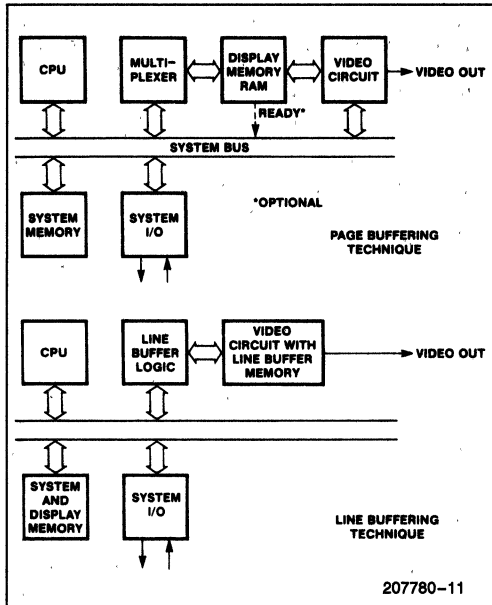 CPU
MULTI-
PLEXER
DISPLAY
MEMORY
RAM
VIDEO
CIRCUIT
VIDEO OUT
READY*
SYSTEM BUS
SYSTEM
MEMORY
SYSTEM
I/O
*OPTIONAL
PAGE BUFFERING
TECHNIQUE
CPU
LINE
BUFFER
LOGIC
VIDEO
CIRCUIT WITH
LINE BUFFER
MEMORY
VIDEO OUT
SYSTEM
AND
DISPLAY
MEMORY
SYSTEM
I/O
LINE BUFFERING
TECHNIQUE
207780-11